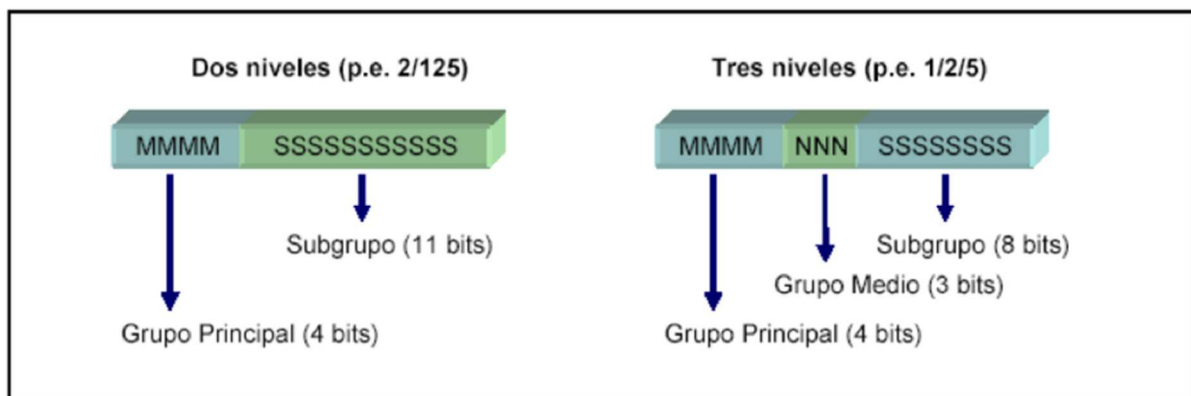 Dos niveles (p.e. 2/125)
MMMM SSSSSSSSSSS
Subgrupo (11 bits)
Grupo Principal (4 bits)
Tres niveles (p.e. 1/2/5)
MMMM NNN SSSSSSSS
Subgrupo (8 bits)
Grupo Medio (3 bits)
Grupo Principal (4 bits)